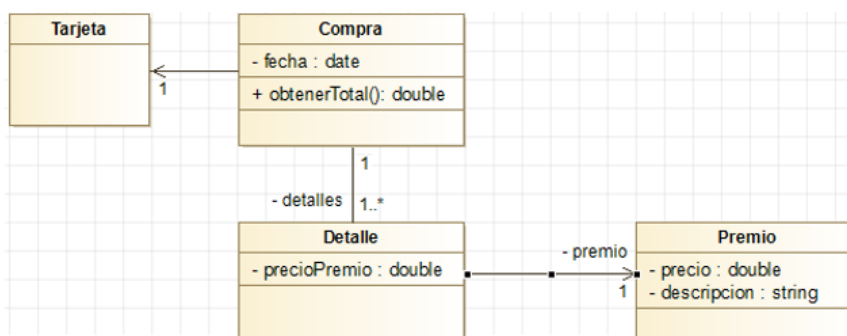 Tarjeta
Compra
- fecha : date
+ obtenerTotal(): double
1
1
- detalles
1..*
Detalle
- precioPremio : double
- premio
1
Premio
- precio : double
- descripcion : string